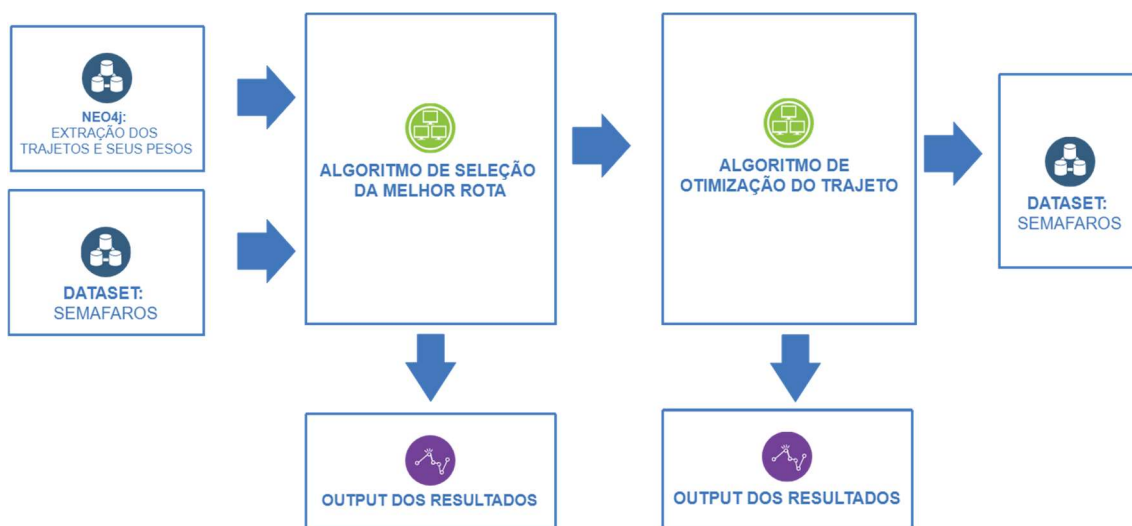 NEO4j:
EXTRAÇÃO DOS
TRAJETOS E SEUS PESOS
DATASET:
SEMAFAROS
ALGORITMO DE SELEÇÃO
DA MELHOR ROTA
OUTPUT DOS RESULTADOS
ALGORITMO DE
OTIMIZAÇÃO DO TRAJETO
OUTPUT DOS RESULTADOS
DATASET:
SEMAFAROS